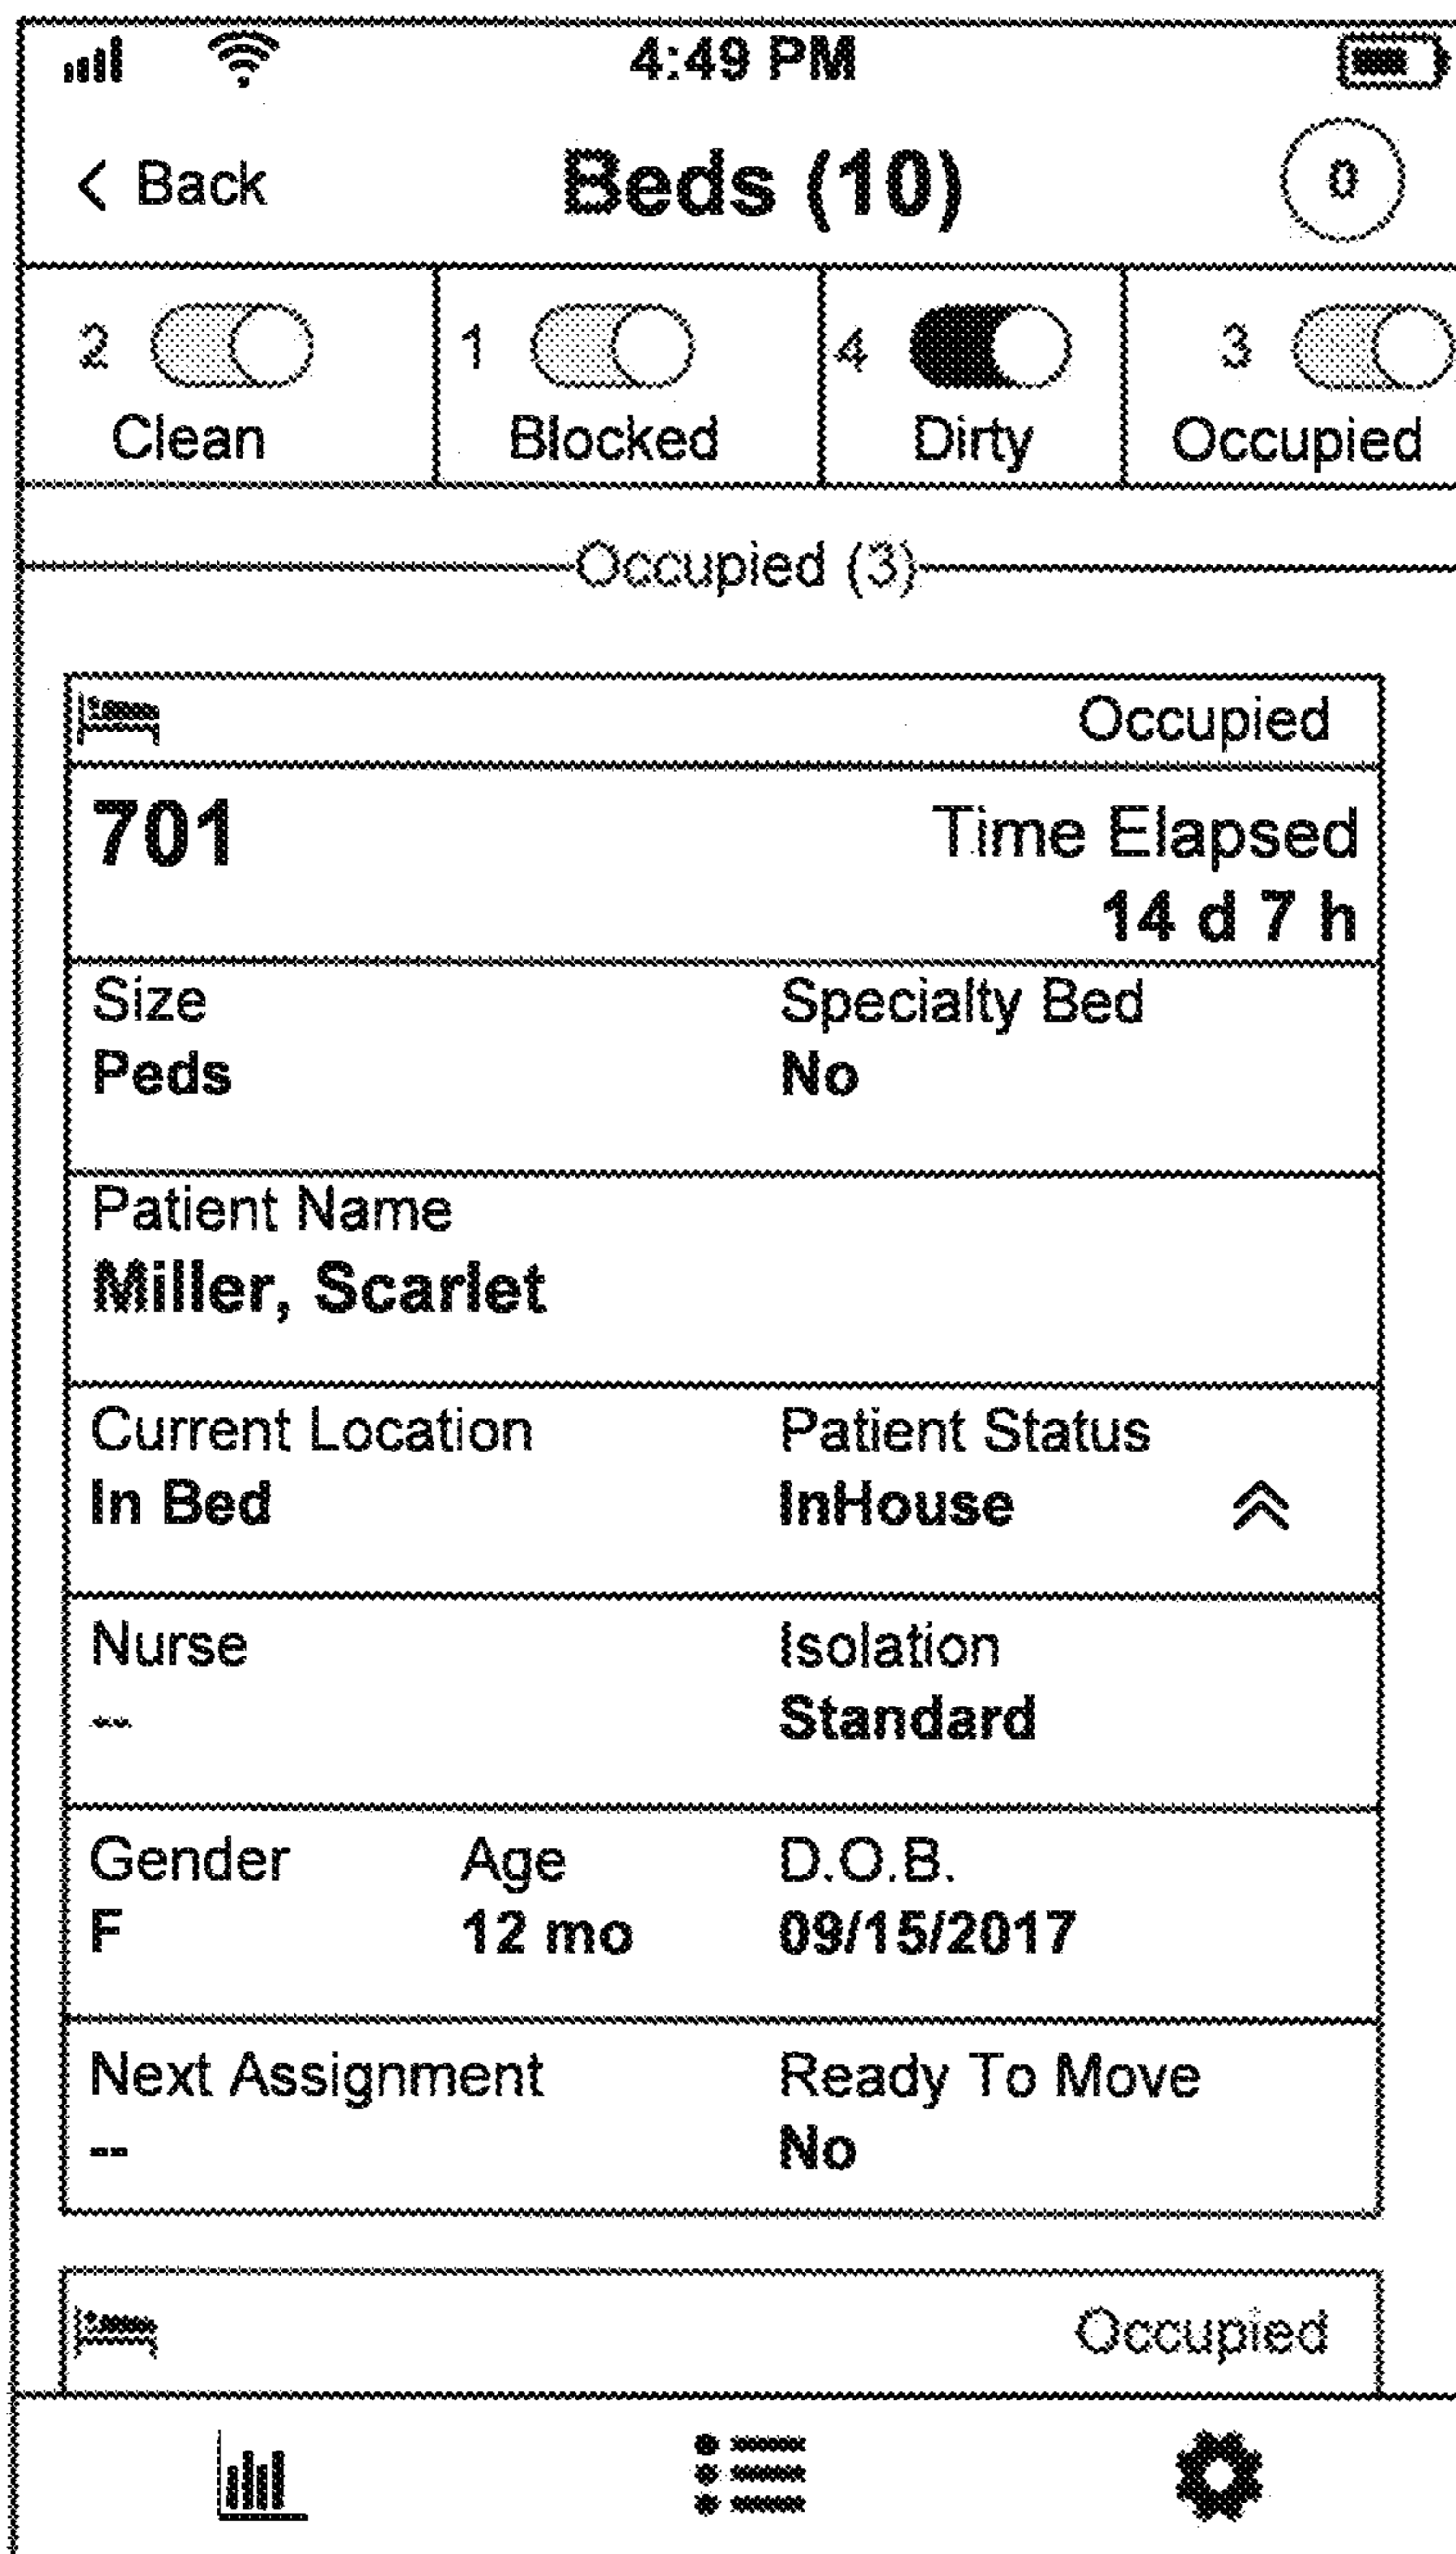 4:49 PM
< Back Beds (10) 0
2 1 4 3
Clean Blocked Dirty Occupied
Occupied (3)
Occupied
701 Time Elapsed
14 d 7 h
Size Specialty Bed
Peds No
Patient Name
Miller, Scarlet
Current Location Patient Status
In Bed InHouse
Nurse Isolation
-- Standard
Gender Age D.O.B.
F 12 mo 09/15/2017
Next Assignment Ready To Move
-- No
Occupied